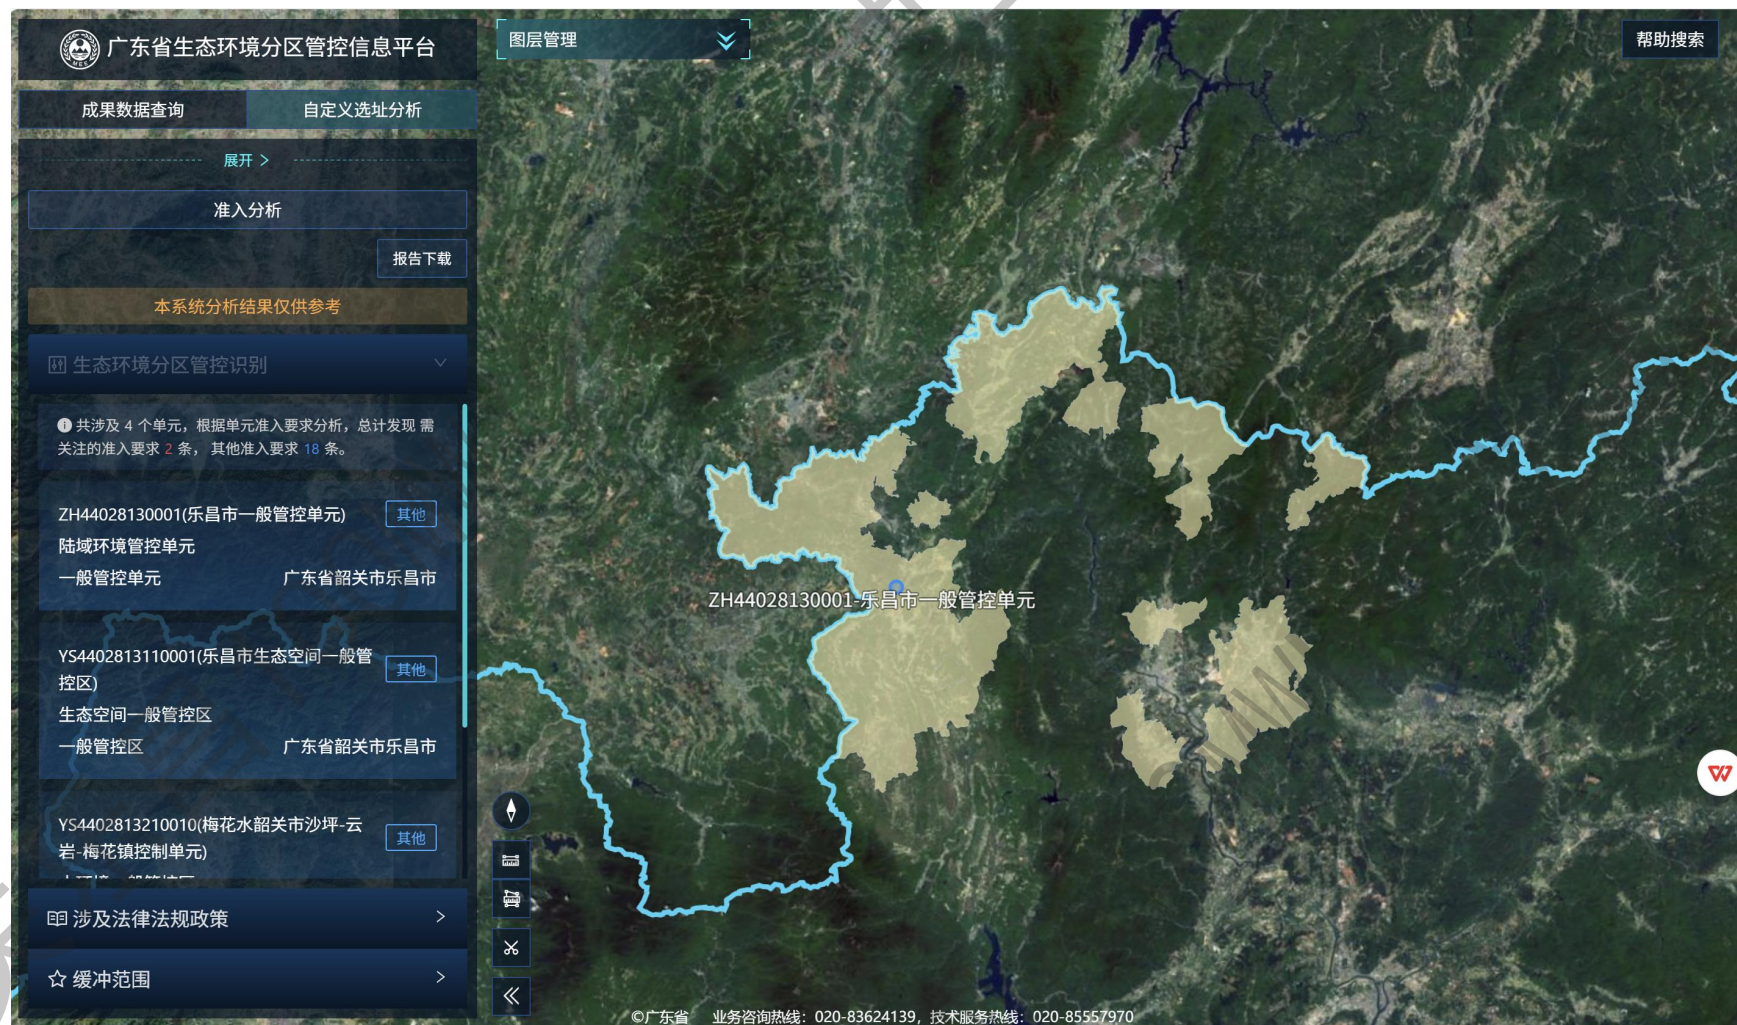 广东省生态环境分区管控信息平台
图层管理
帮助搜索
成果数据查询
自定义选址分析
展开 >
准入分析
报告下载
本系统分析结果仅供参考
生态环境分区管控识别
共涉及 4 个单元，根据单元准入要求分析，总计发现 需
关注的准入要求 2 条， 其他准入要求 18 条。
ZH44028130001(乐昌市一般管控单元)
其他
陆域环境管控单元
一般管控单元
广东省韶关市乐昌市
YS4402813110001(乐昌市生态空间一般管
控区)
其他
生态空间一般管控区
一般管控区
广东省韶关市乐昌市
YS4402813210010(梅花水韶关市沙坪-云
岩-梅花镇控制单元)
其他
涉及法律法规政策
缓冲范围
ZH44028130001-乐昌市一般管控单元
©广东省 业务咨询热线：020-83624139，技术服务热线：020-85557970